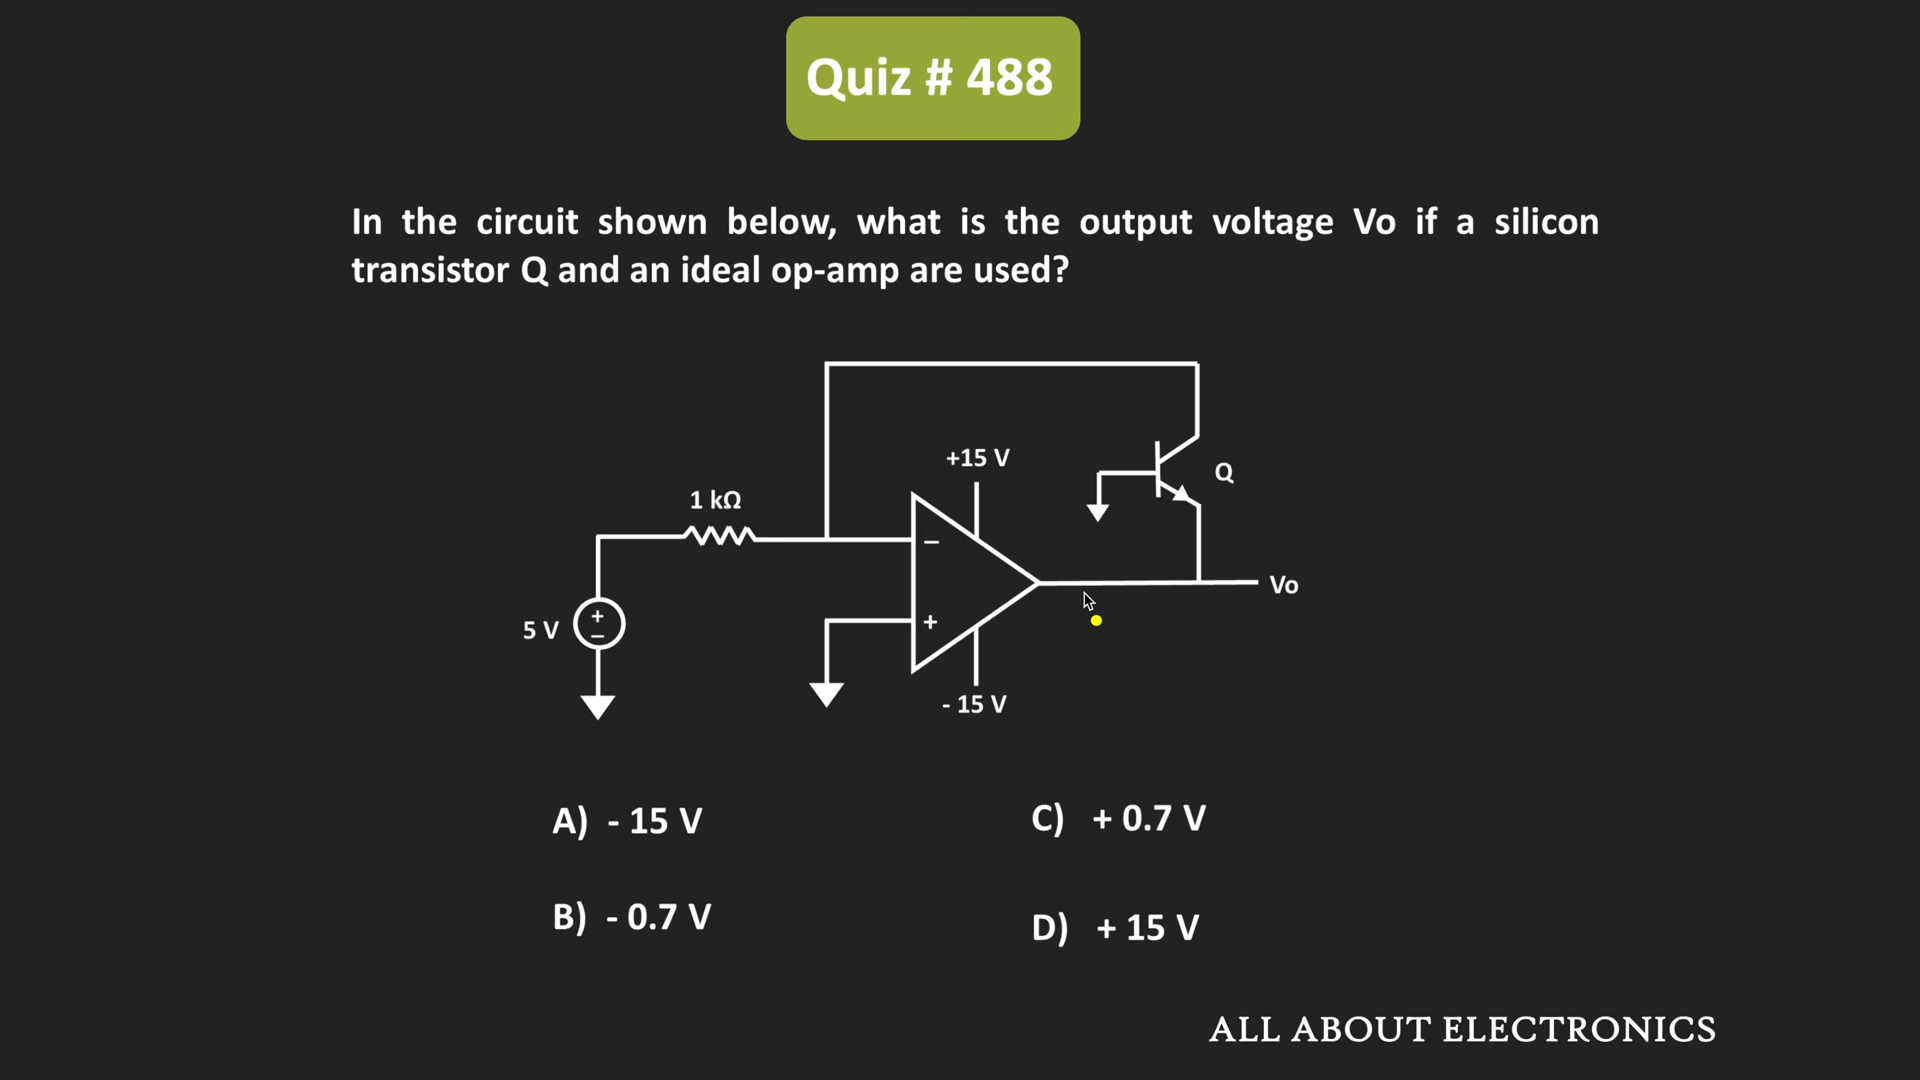 Quiz # 488
In the circuit shown below, what is the output voltage Vo if a silicon
transistor Q and an ideal op-amp are used?
+15 V
Q
1 kΩ
−
Vo
+
5 V
+
−
- 15 V
A) - 15 V
C) + 0.7 V
B) - 0.7 V
D) + 15 V
ALL ABOUT ELECTRONICS